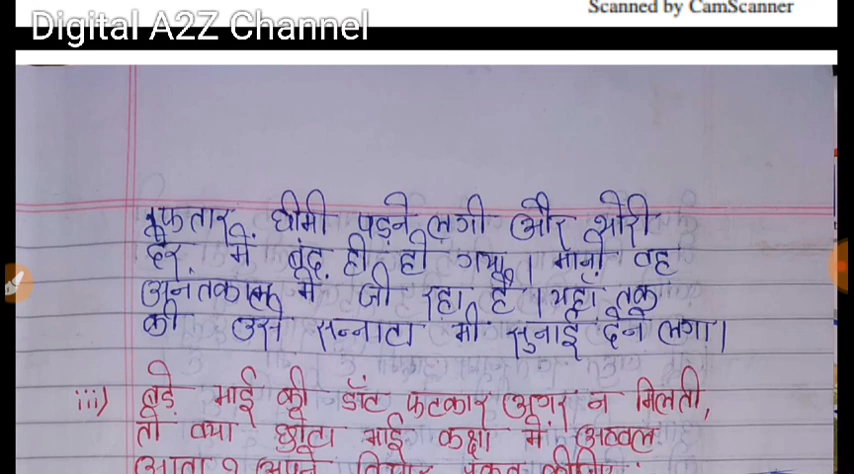 Scanned by CamScanner
Digital A2Z Channel
रफ्तार धीमी पड़ने लगी और थोरी
देर में बूंद ही हो गया। मानो वह
अनंतकाल में जी रहा है। यहाँ तक
की उसे सन्नाटा भी सुनाई देने लगा।
iii) बड़े भाई की डाँट फटकार अगर न मिलती,
तो क्या छोटा भाई कक्षा में अव्वल
आता? अपने विचार प्रकट कीजिए